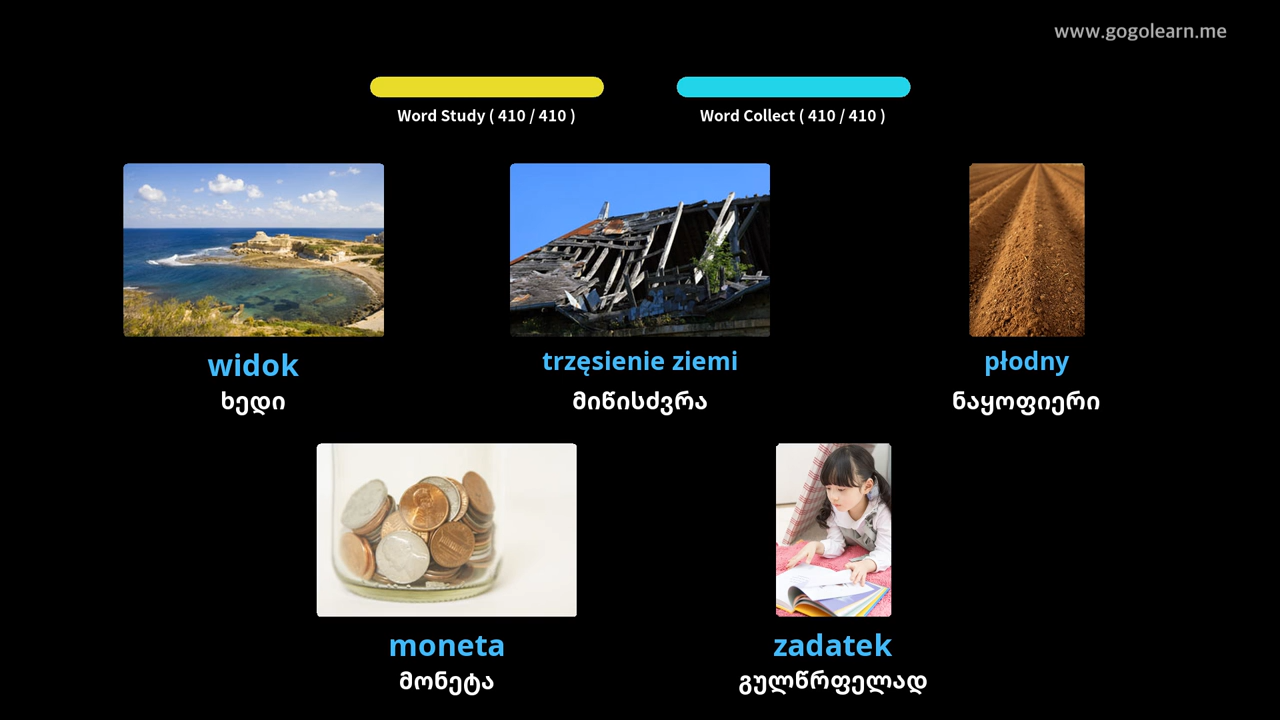 www.gogolearn.me
Word Study ( 410 / 410 )
Word Collect ( 410 / 410 )
widok
ხედი
trzęsienie ziemi
მიწისძვრა
płodny
ნაყოფიერი
moneta
მონეტა
zadatek
გულწრფელად